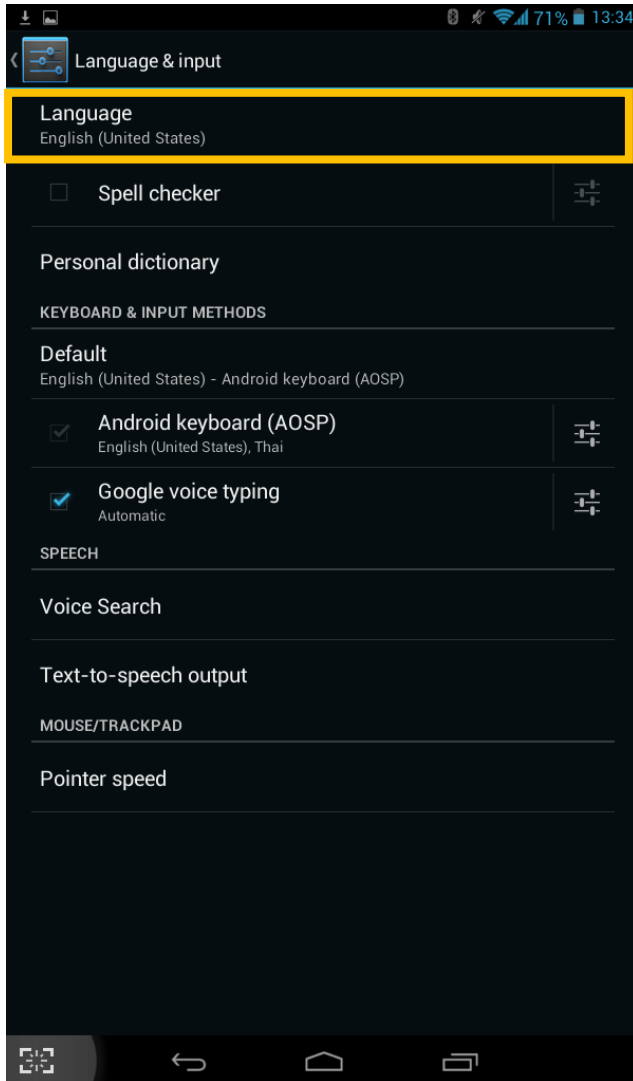 71% 13:34
Language & input
Language
English (United States)
Spell checker
Personal dictionary
KEYBOARD & INPUT METHODS
Default
English (United States) - Android keyboard (AOSP)
Android keyboard (AOSP)
English (United States), Thai
Google voice typing
Automatic
SPEECH
Voice Search
Text-to-speech output
MOUSE/TRACKPAD
Pointer speed